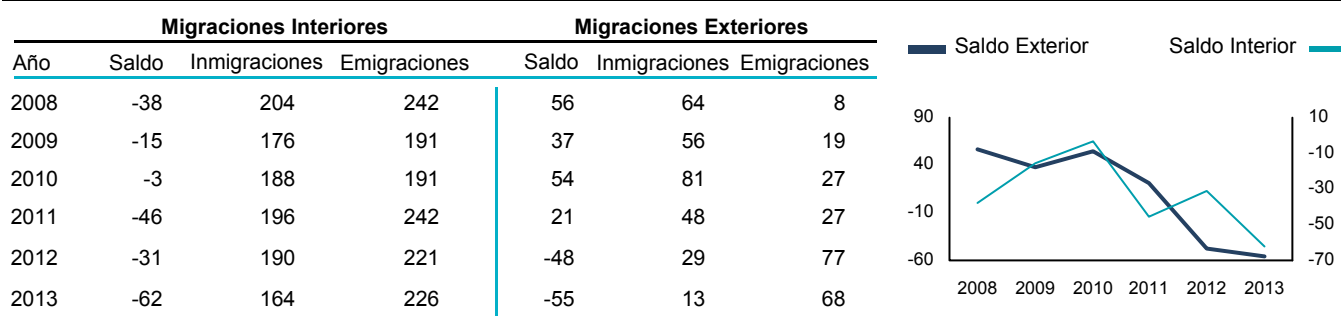 Migraciones Interiores Migraciones Exteriores
Año Saldo Inmigraciones Emigraciones Saldo Inmigraciones Emigraciones
2008 -38 204 242 56 64 8
2009 -15 176 191 37 56 19
2010 -3 188 191 54 81 27
2011 -46 196 242 21 48 27
2012 -31 190 221 -48 29 77
2013 -62 164 226 -55 13 68
Saldo Exterior Saldo Interior
90 10
40 -10
-30
-10 -50
-60 -70
2008 2009 2010 2011 2012 2013